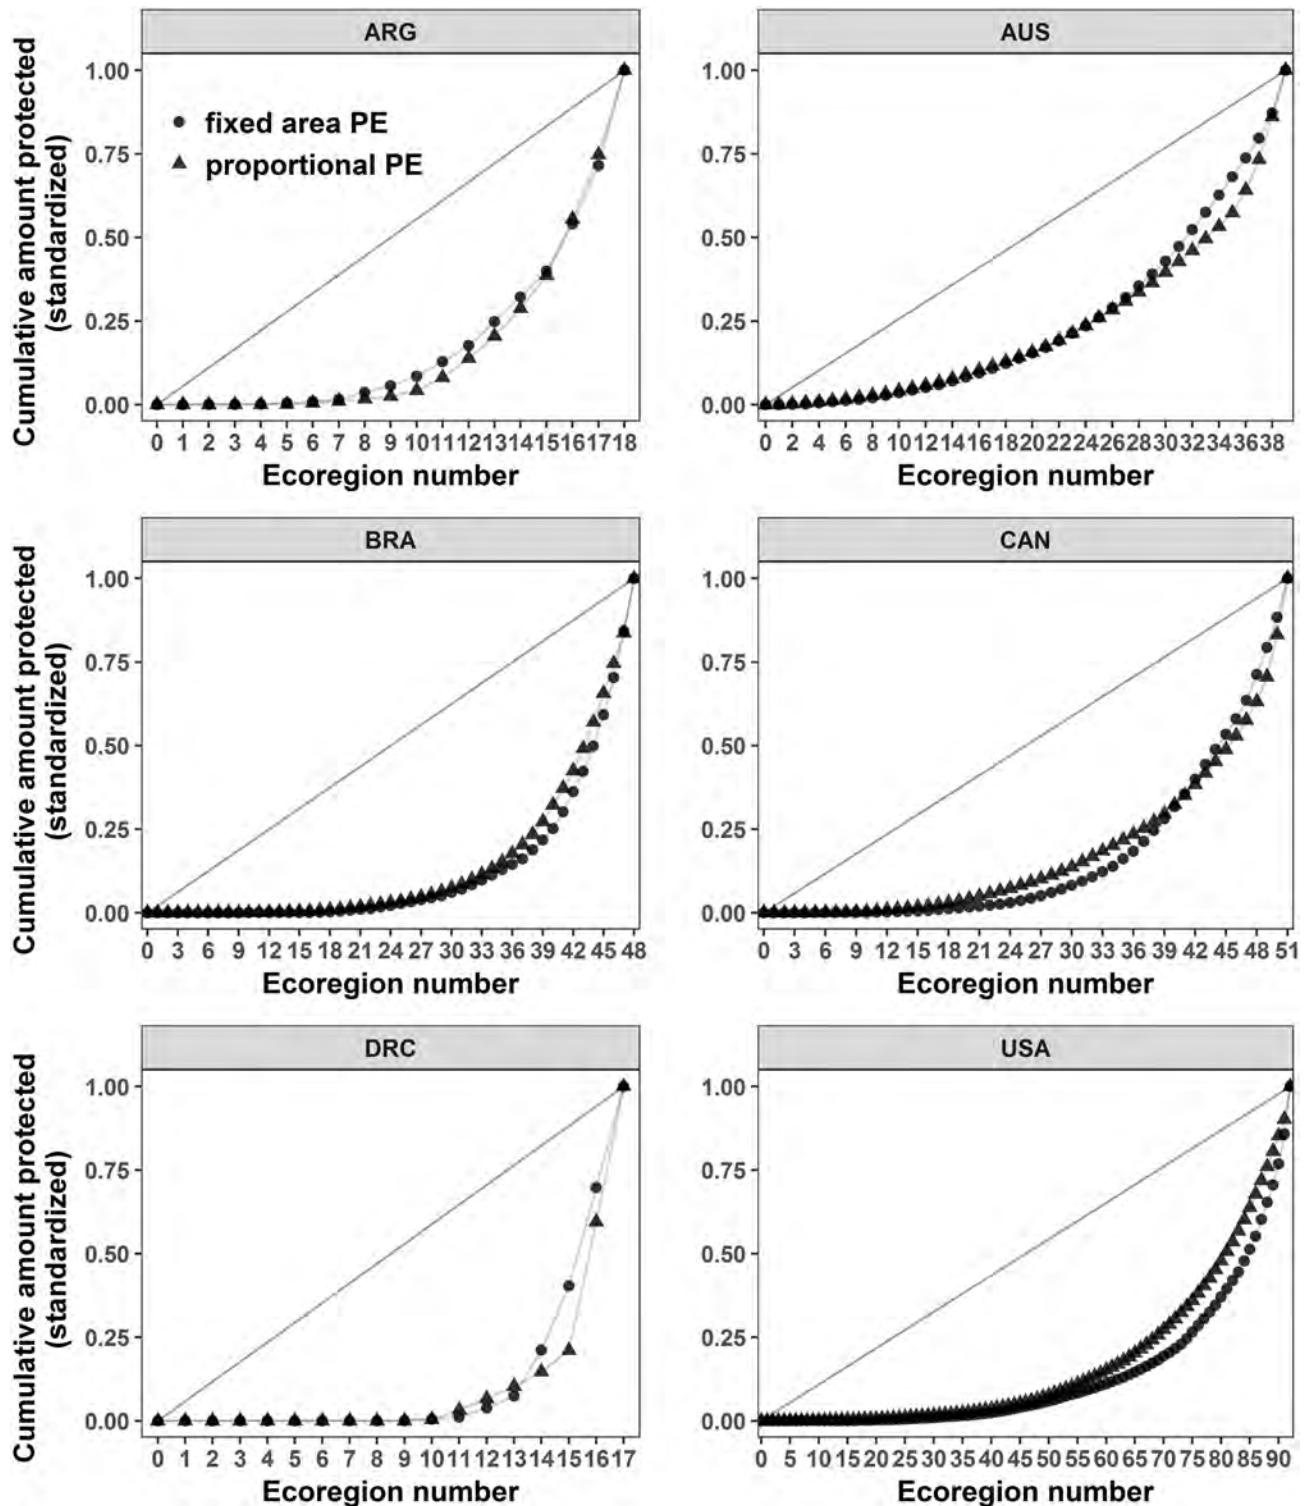 ARG
AUS
Cumulative amount protected
(standardized)
1.00
0.75
0.50
0.25
0.00
fixed area PE
proportional PE
0 1 2 3 4 5 6 7 8 9 10 11 12 13 14 15 16 17 18
Ecoregion number
1.00
0.75
0.50
0.25
0.00
0 2 4 6 8 10 12 14 16 18 20 22 24 26 28 30 32 34 36 38
Ecoregion number
BRA
CAN
Cumulative amount protected
(standardized)
1.00
0.75
0.50
0.25
0.00
0 3 6 9 12 15 18 21 24 27 30 33 36 39 42 45 48
Ecoregion number
1.00
0.75
0.50
0.25
0.00
0 3 6 9 12 15 18 21 24 27 30 33 36 39 42 45 48 51
Ecoregion number
DRC
USA
Cumulative amount protected
(standardized)
1.00
0.75
0.50
0.25
0.00
0 1 2 3 4 5 6 7 8 9 10 11 12 13 14 15 16 17
Ecoregion number
1.00
0.75
0.50
0.25
0.00
0 5 10 15 20 25 30 35 40 45 50 55 60 65 70 75 80 85 90
Ecoregion number